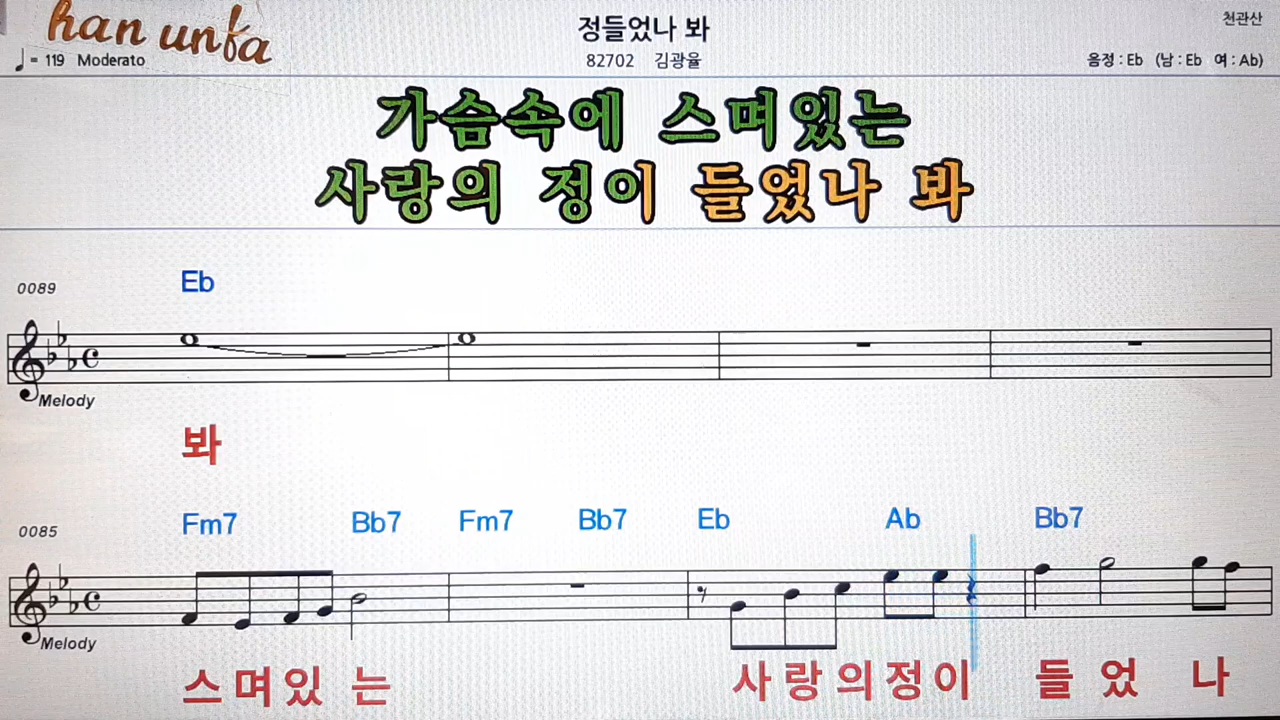 han unfa
정들었나 봐
천관산
♩= 119 Moderato
82702 김광율
음정 : Eb (남 : Eb 여 : Ab)
가슴속에 스며있는
사랑의 정이 들었나 봐
0089 Eb
Melody
봐
0085 Fm7 Bb7 Fm7 Bb7 Eb Ab Bb7
Melody
스며있는 사랑의정이 들었나